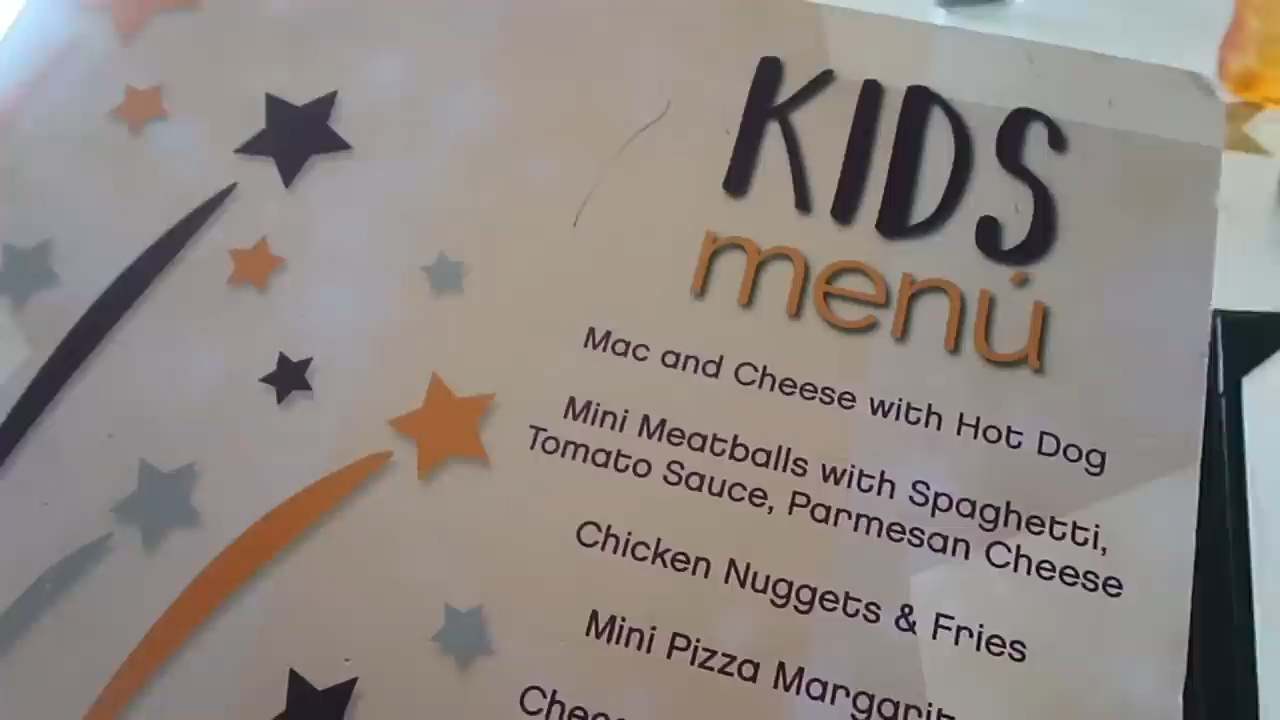 KIDS
menú
Mac and Cheese with Hot Dog
Mini Meatballs with Spaghetti,
Tomato Sauce, Parmesan Cheese
Chicken Nuggets & Fries
Mini Pizza